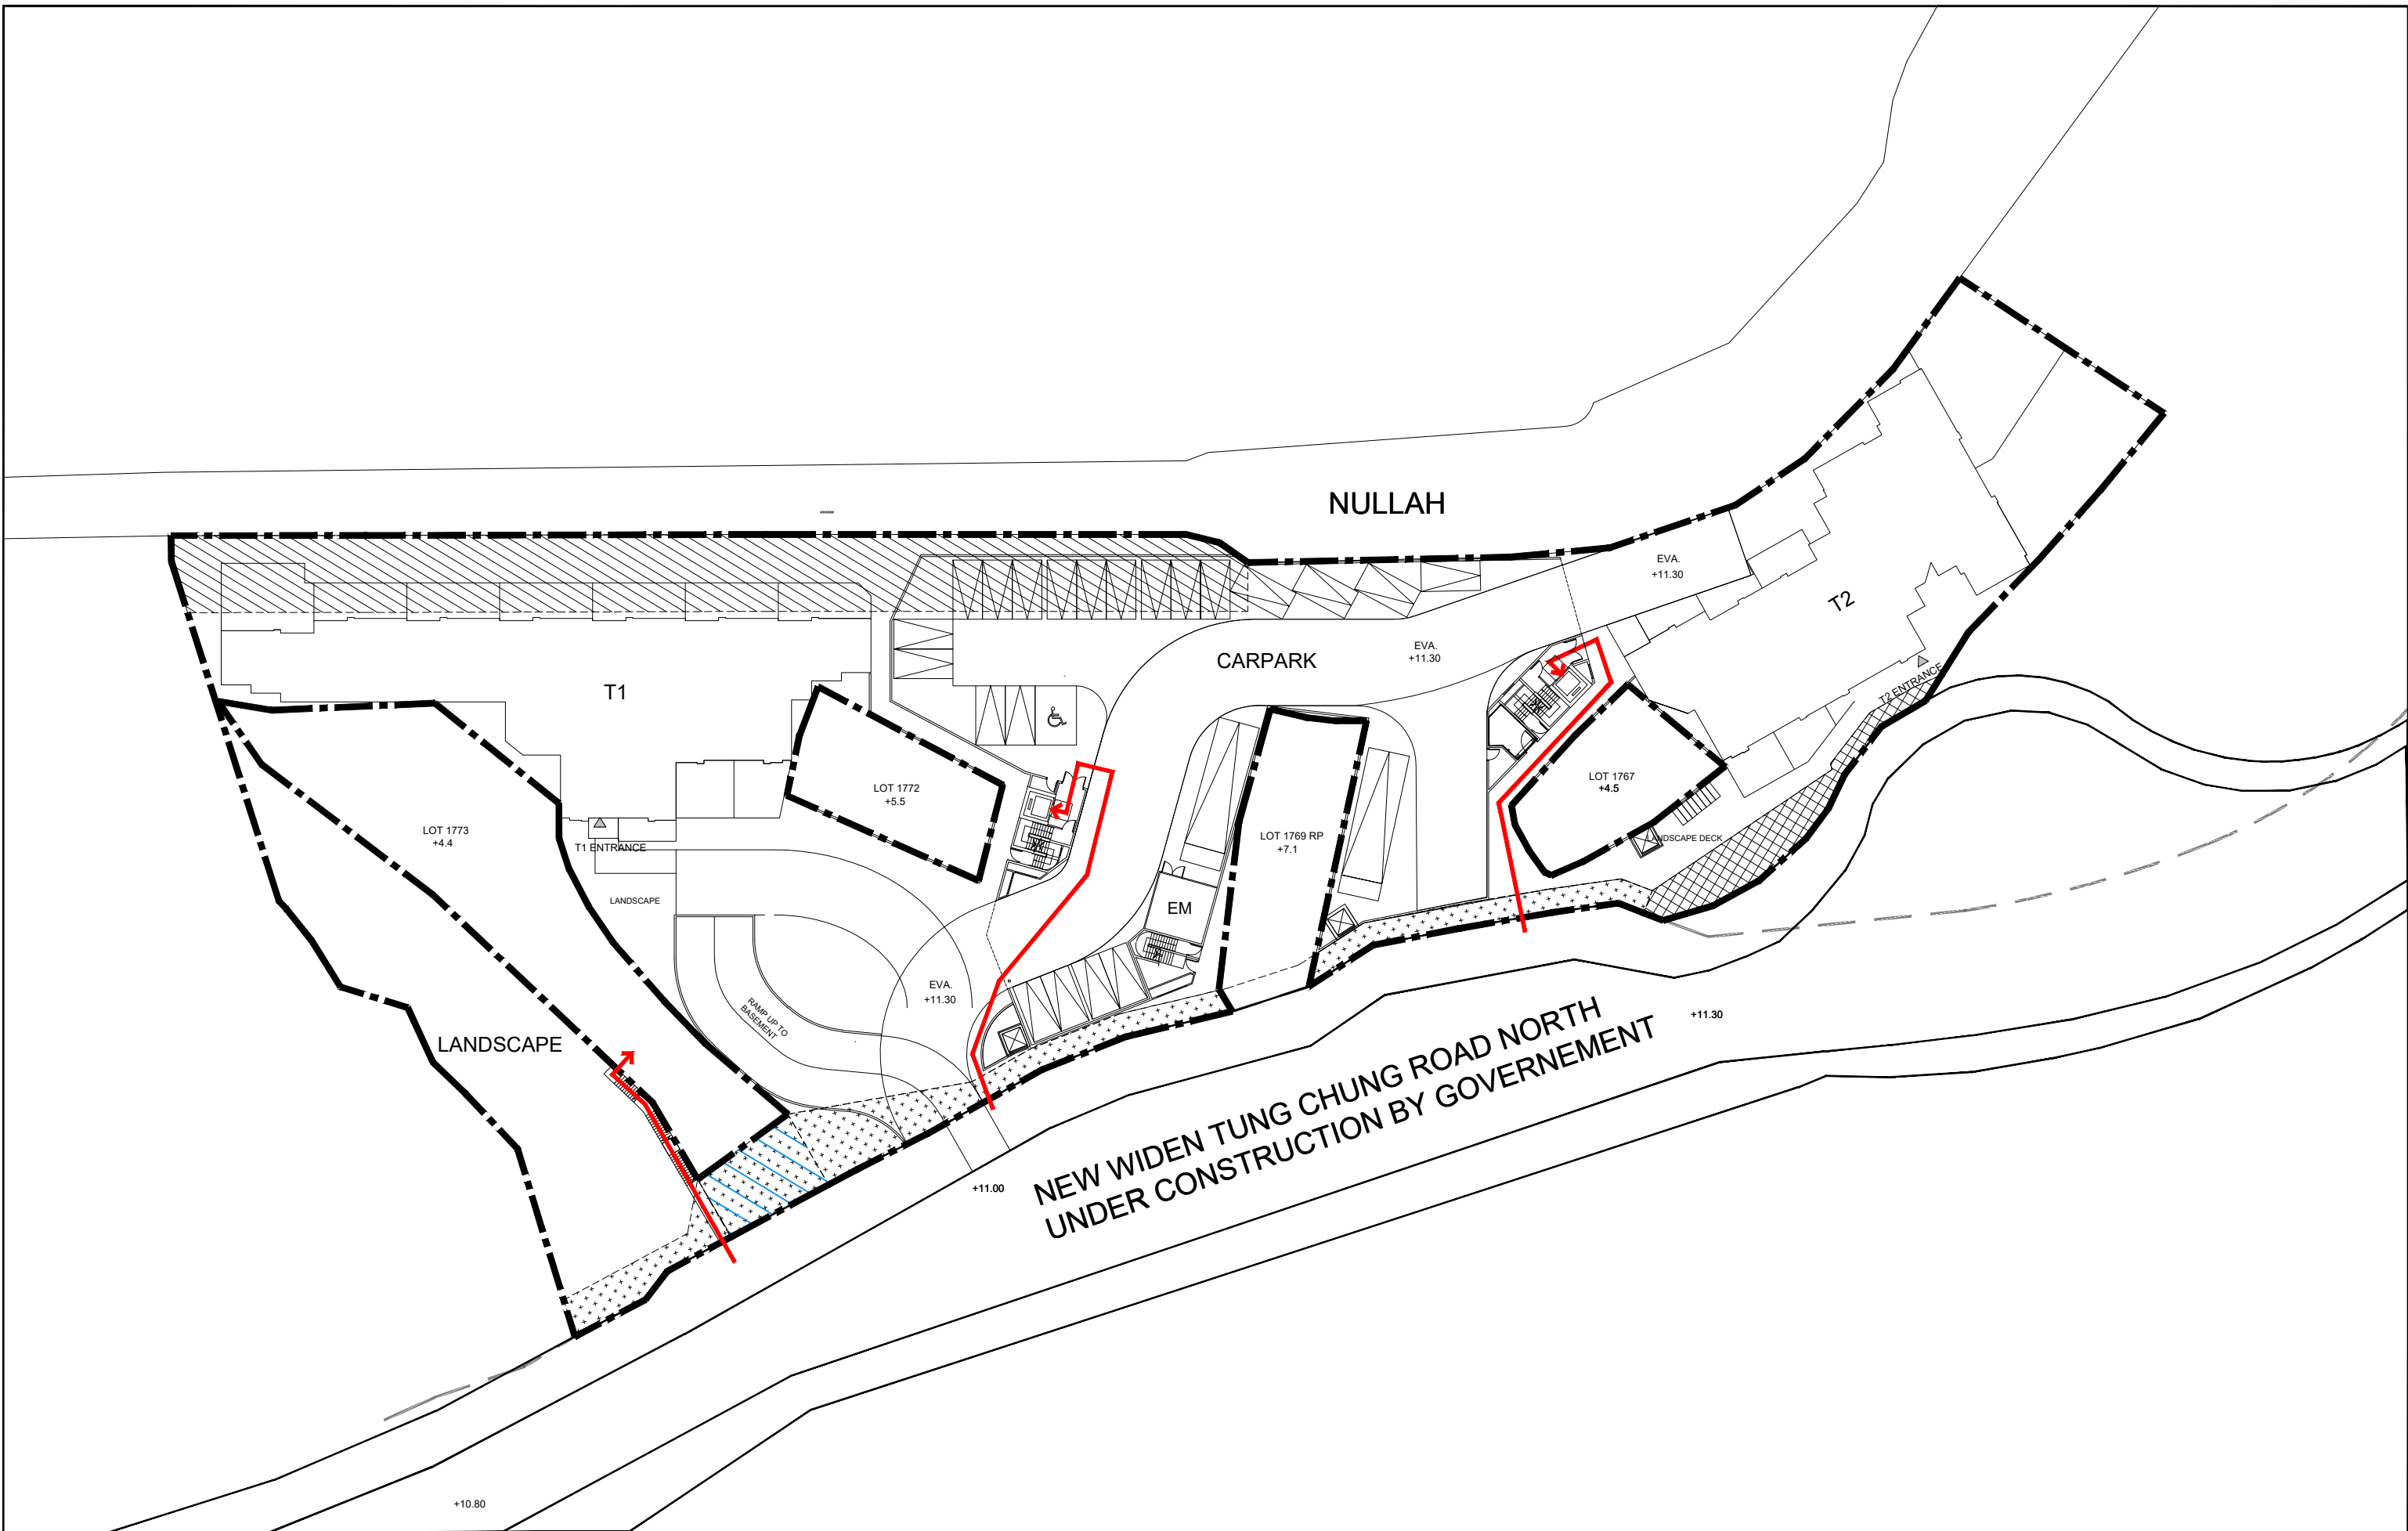 NULLAH
EVA.
+11.30
T2
EVA.
+11.30
CARPARK
T1
T2 ENTRANCE
LOT 1767
+4.5
LOT 1772
+5.5
LOT 1773
+4.4
T1 ENTRANCE
LOT 1769 RP
+7.1
LANDSCAPE DECK
LANDSCAPE
EM
EVA.
+11.30
RAMP UP TO
BASEMENT
LANDSCAPE
+11.30
NEW WIDEN TUNG CHUNG ROAD NORTH
UNDER CONSTRUCTION BY GOVERNEMENT
+11.00
+10.80